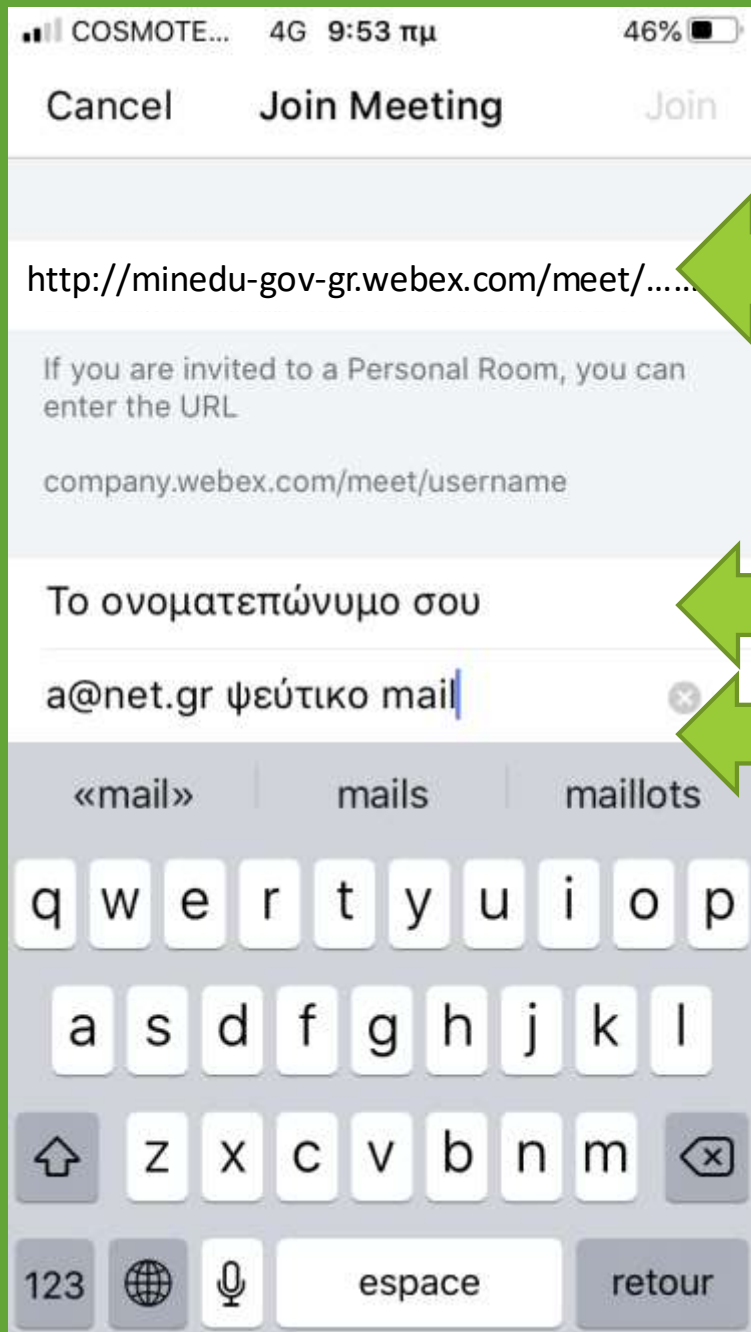 COSMOTE... 4G 9:53 πμ 46%
Cancel Join Meeting Join
http://minedu-gov-gr.webex.com/meet/......
If you are invited to a Personal Room, you can
enter the URL
company.webex.com/meet/username
Το ονοματεπώνυμο σου
a@net.gr ψεύτικο mail
«mail» mails maillots
q w e r t y u i o p
a s d f g h j k l
z x c v b n m
123 espace retour